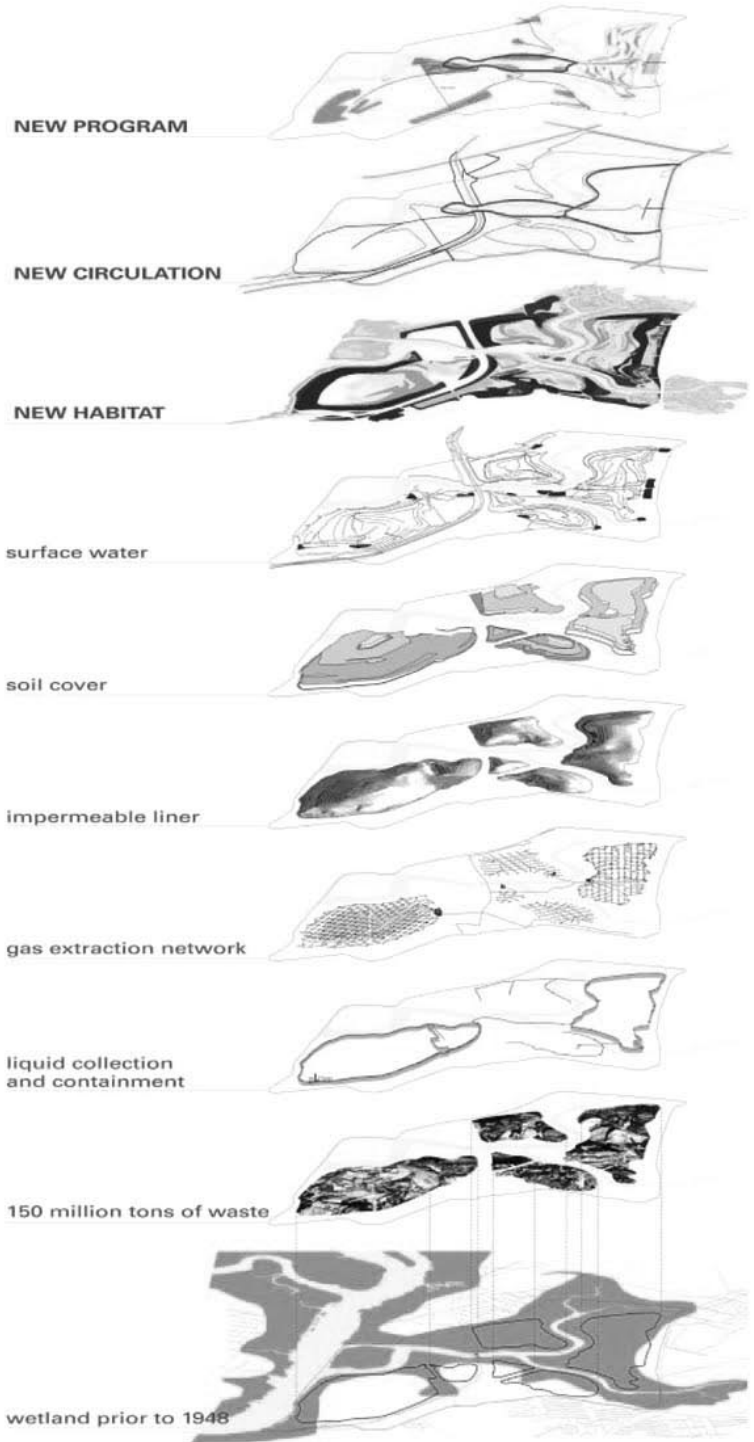 NEW PROGRAM
NEW CIRCULATION
NEW HABITAT
surface water
soil cover
impermeable liner
gas extraction network
liquid collection
and containment
150 million tons of waste
wetland prior to 1948